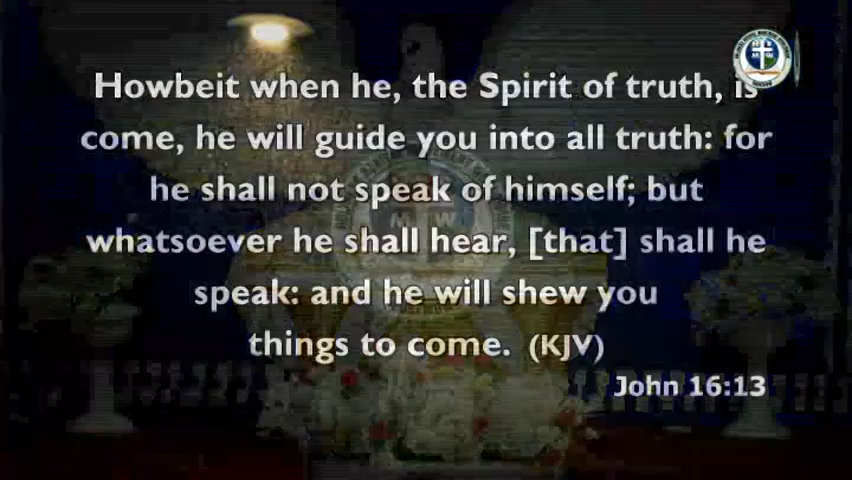 Howbeit when he, the Spirit of truth, is
come, he will guide you into all truth: for
he shall not speak of himself; but
whatsoever he shall hear, [that] shall he
speak: and he will shew you
things to come. (KJV)
John 16:13
M W